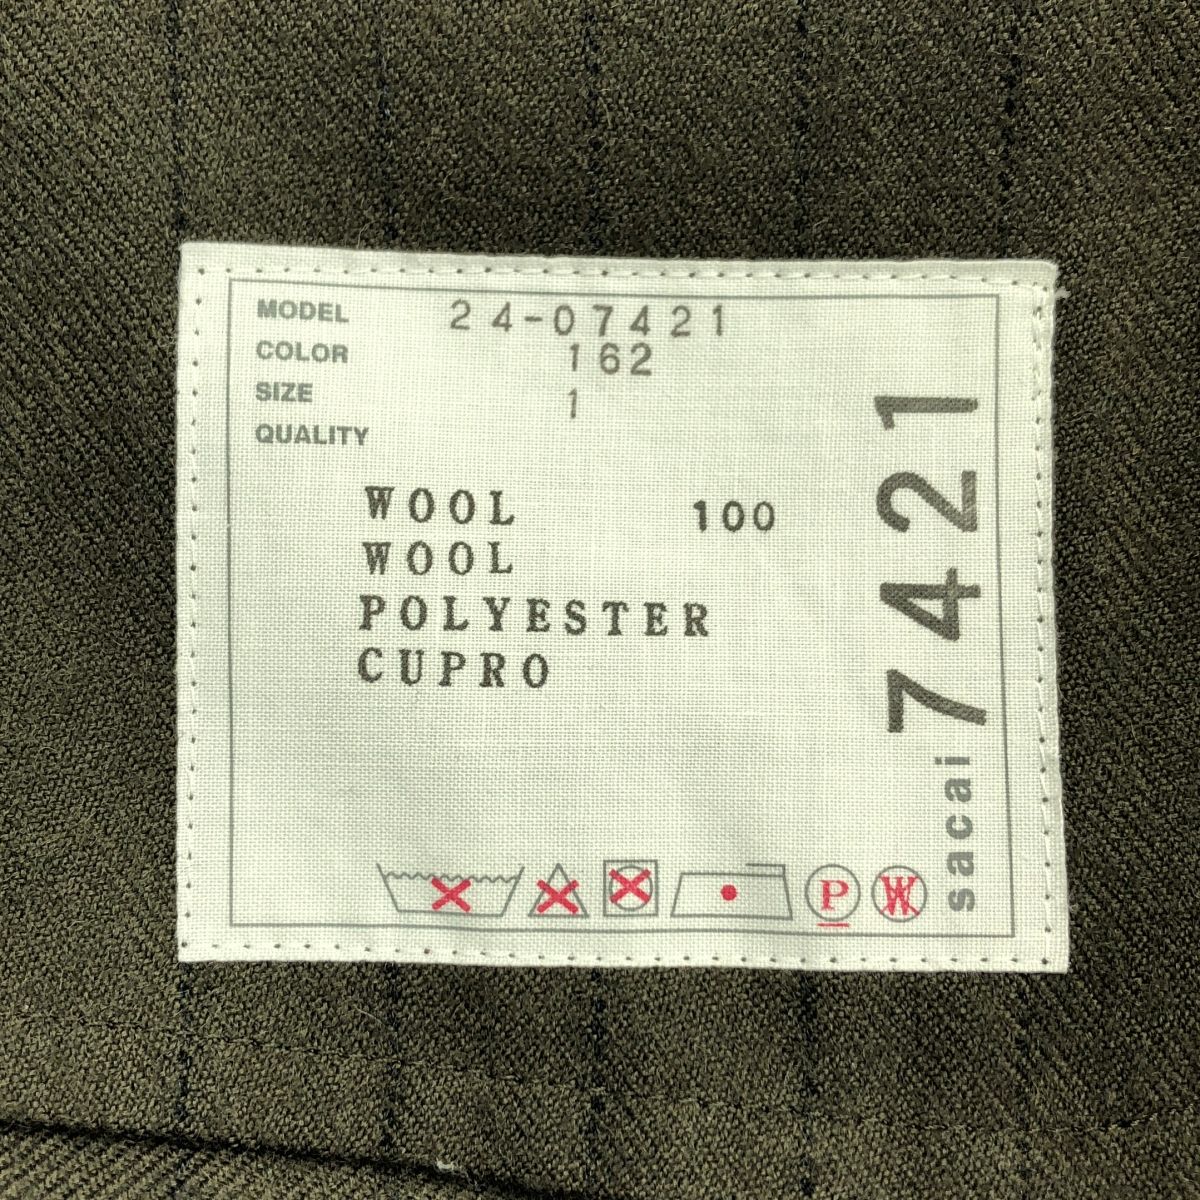 MODEL 24-07421
COLOR 162
SIZE 1
QUALITY
WOOL 100
WOOL
POLYESTER
CUPRO
P W
sacai 7421